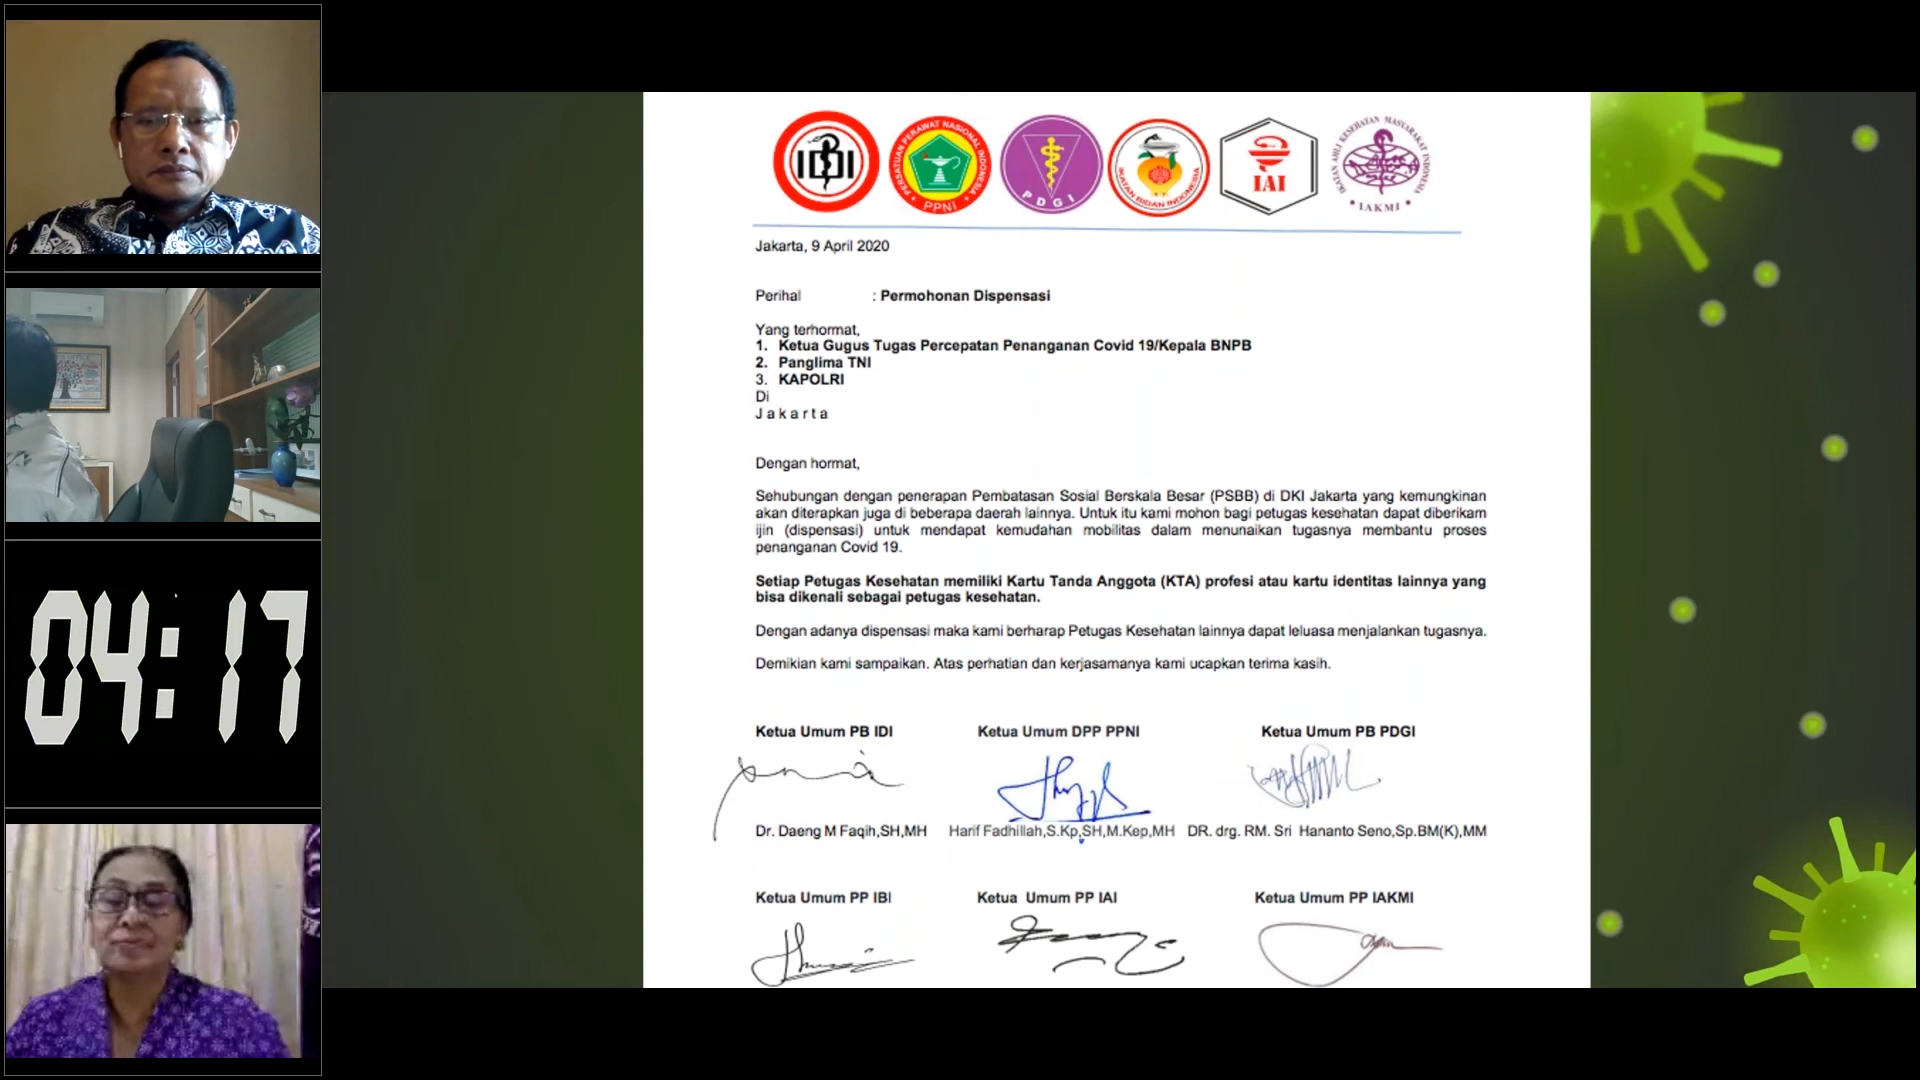 04:17
IDI
PERSATUAN PERAWAT NASIONAL INDONESIA
PPNI
PDGI
IKATAN BIDAN INDONESIA
IAI
IKATAN AHLI KESEHATAN MASYARAKAT INDONESIA
• IAKMI •
Jakarta, 9 April 2020
Perihal : Permohonan Dispensasi
Yang terhormat,
1. Ketua Gugus Tugas Percepatan Penanganan Covid 19/Kepala BNPB
2. Panglima TNI
3. KAPOLRI
Di
J a k a r t a
Dengan hormat,
Sehubungan dengan penerapan Pembatasan Sosial Berskala Besar (PSBB) di DKI Jakarta yang kemungkinan
akan diterapkan juga di beberapa daerah lainnya. Untuk itu kami mohon bagi petugas kesehatan dapat diberikam
ijin (dispensasi) untuk mendapat kemudahan mobilitas dalam menunaikan tugasnya membantu proses
penanganan Covid 19.
Setiap Petugas Kesehatan memiliki Kartu Tanda Anggota (KTA) profesi atau kartu identitas lainnya yang
bisa dikenali sebagai petugas kesehatan.
Dengan adanya dispensasi maka kami berharap Petugas Kesehatan lainnya dapat leluasa menjalankan tugasnya.
Demikian kami sampaikan. Atas perhatian dan kerjasamanya kami ucapkan terima kasih.
Ketua Umum PB IDI Ketua Umum DPP PPNI Ketua Umum PB PDGI
Dr. Daeng M Faqih,SH,MH Harif Fadhillah,S.Kp,SH,M.Kep,MH DR. drg. RM. Sri Hananto Seno,Sp.BM(K),MM
Ketua Umum PP IBI Ketua Umum PP IAI Ketua Umum PP IAKMI